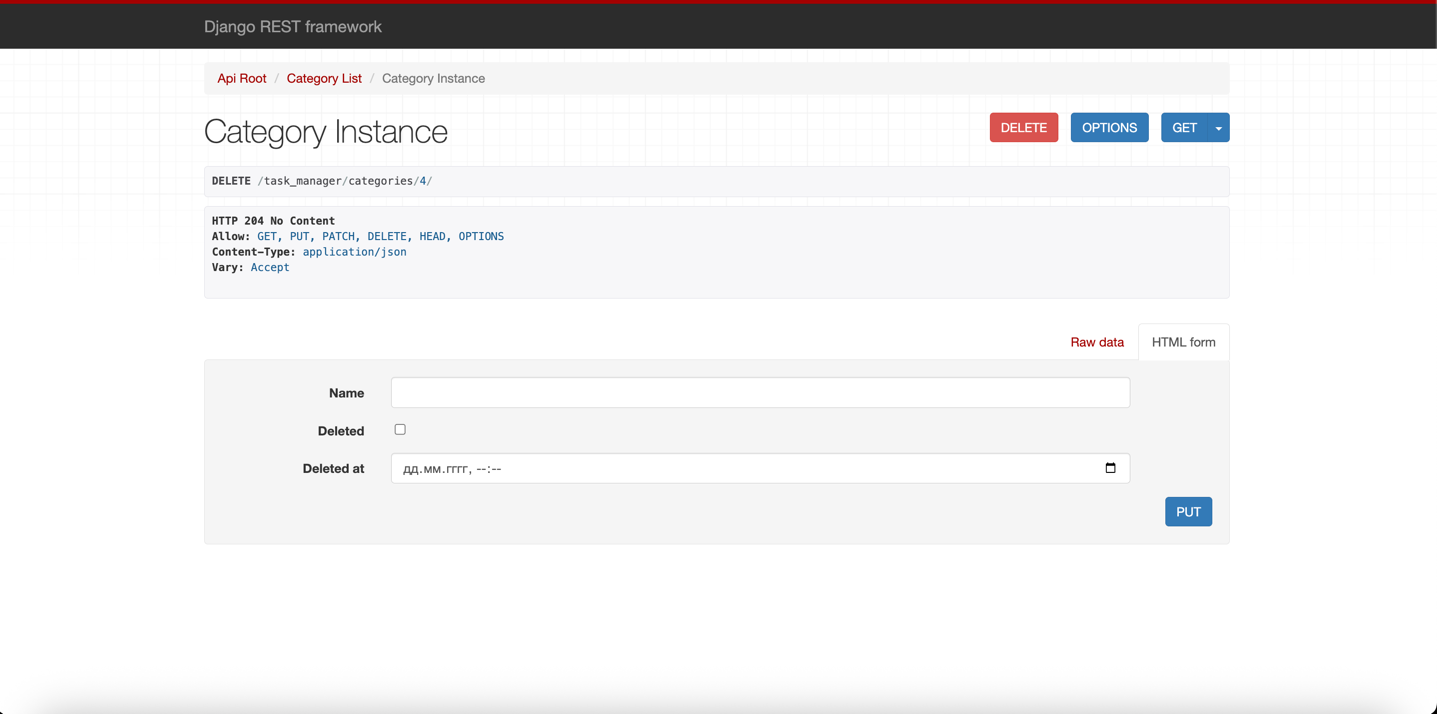 Django REST framework
Api Root / Category List / Category Instance
Category Instance
DELETE OPTIONS GET
DELETE /task_manager/categories/4/
HTTP 204 No Content
Allow: GET, PUT, PATCH, DELETE, HEAD, OPTIONS
Content-Type: application/json
Vary: Accept
Raw data HTML form
Name
Deleted
Deleted at дд.мм.гггг, --:--
PUT